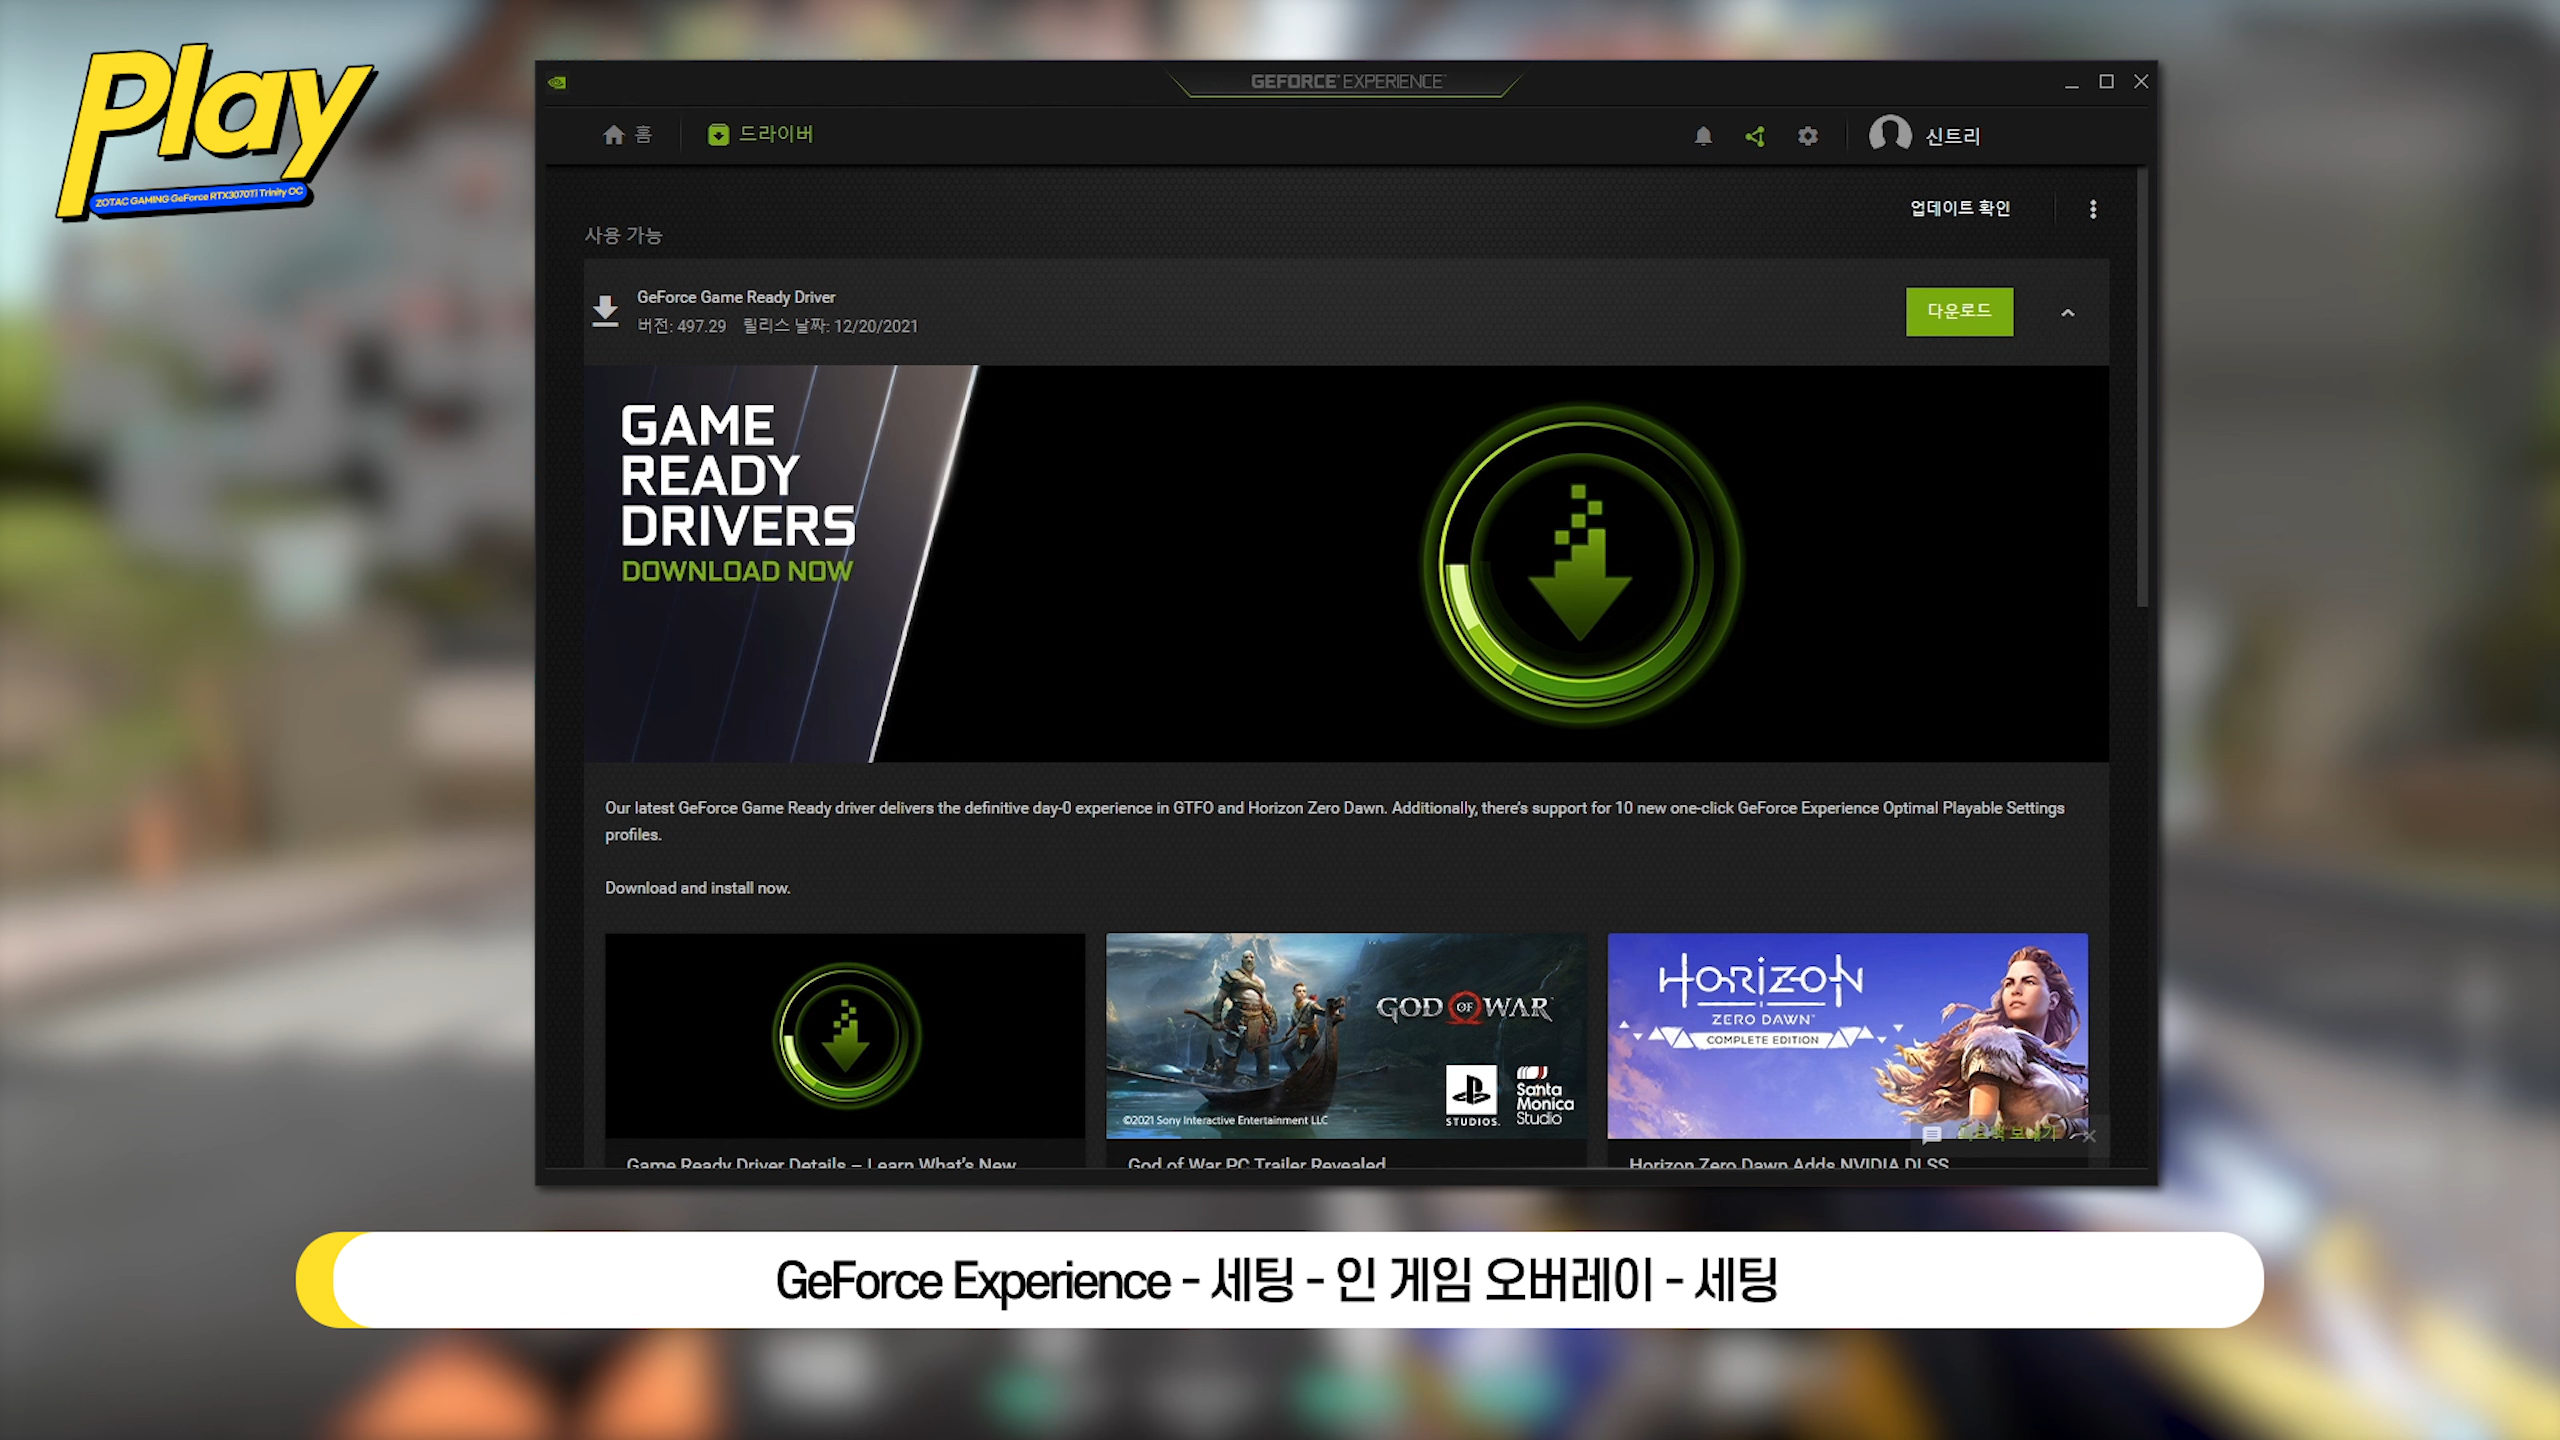 Play
ZOTAC GAMING GeForce RTX3070Ti Trinity OC
GEFORCE EXPERIENCE
홈
드라이버
신트리
업데이트 확인
사용 가능
GeForce Game Ready Driver
버전: 497.29 릴리스 날짜: 12/20/2021
다운로드
GAME
READY
DRIVERS
DOWNLOAD NOW
Our latest GeForce Game Ready driver delivers the definitive day-0 experience in GTFO and Horizon Zero Dawn. Additionally, there's support for 10 new one-click GeForce Experience Optimal Playable Settings
profiles.
Download and install now.
GOD OF WAR
©2021 Sony Interactive Entertainment LLC
STUDIOS.
Santa
Monica
Studio
HORIZON
ZERO DAWN™
COMPLETE EDITION
피드백 보내기
Game Ready Driver Details – Learn What's New
God of War PC Trailer Revealed
Horizon Zero Dawn Adds NVIDIA DLSS
GeForce Experience - 세팅 - 인 게임 오버레이 - 세팅